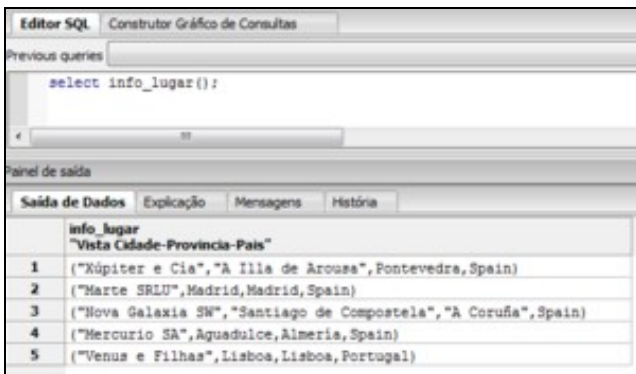 Editor SQL Construtor Gráfico de Consultas
Previous queries
select info_lugar();
Painel de saída
Saída de Dados Explicação Mensagens História
info_lugar
"Vista Cidade-Provincia-Pais"
1 ("Xúpiter e Cia","A Illa de Arousa",Pontevedra,Spain)
2 ("Marte SRLU",Madrid,Madrid,Spain)
3 ("Nova Galaxia SW","Santiago de Compostela","A Coruña",Spain)
4 ("Mercurio SA",Aguadulce,Almería,Spain)
5 ("Venus e Filhas",Lisboa,Lisboa,Portugal)